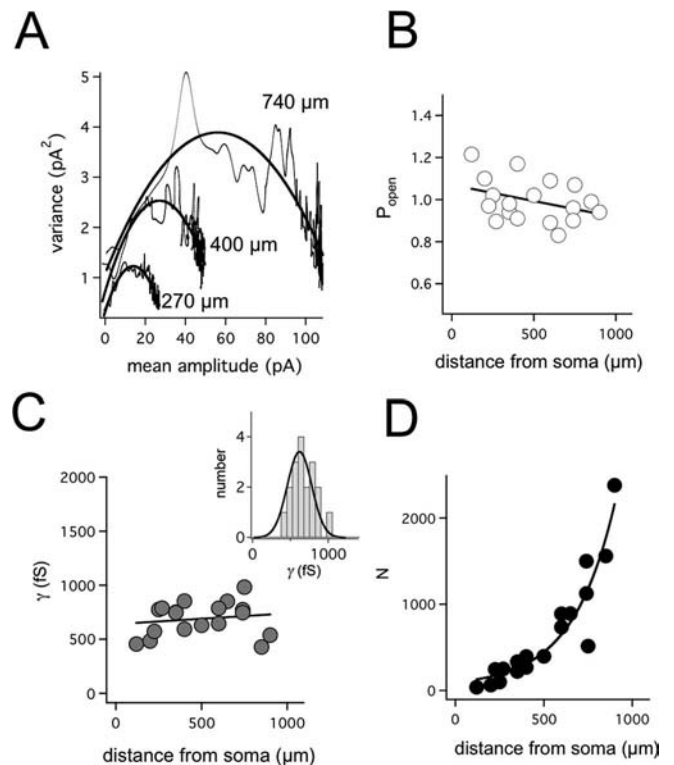 A
5
4
3
2
1
variance (pA²)
740 µm
400 µm
270 µm
0 20 40 60 80 100
mean amplitude (pA)
B
1.4
1.2
1.0
0.8
0.6
Popen
0 500 1000
distance from soma (µm)
C
2000
1500
1000
500
0
γ (fS)
4
2
0
number
0 1000
γ (fS)
0 500 1000
distance from soma (µm)
D
2000
1000
0
N
0 500 1000
distance from soma (µm)